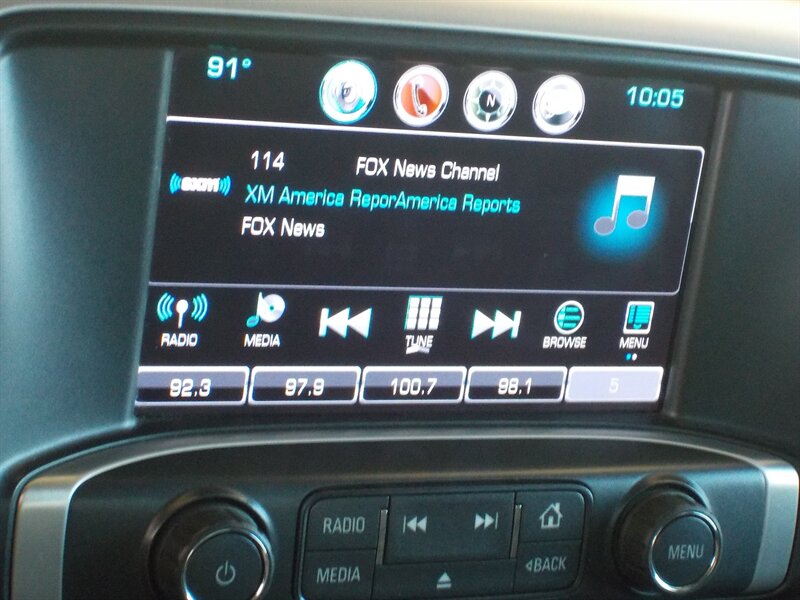 91°
N
10:05
114 FOX News Channel
((SXM))
XM America ReporAmerica Reports
FOX News
RADIO
MEDIA
TUNE
BROWSE
MENU
92.3
97.9
100.7
98.1
5
RADIO
MEDIA
BACK
MENU